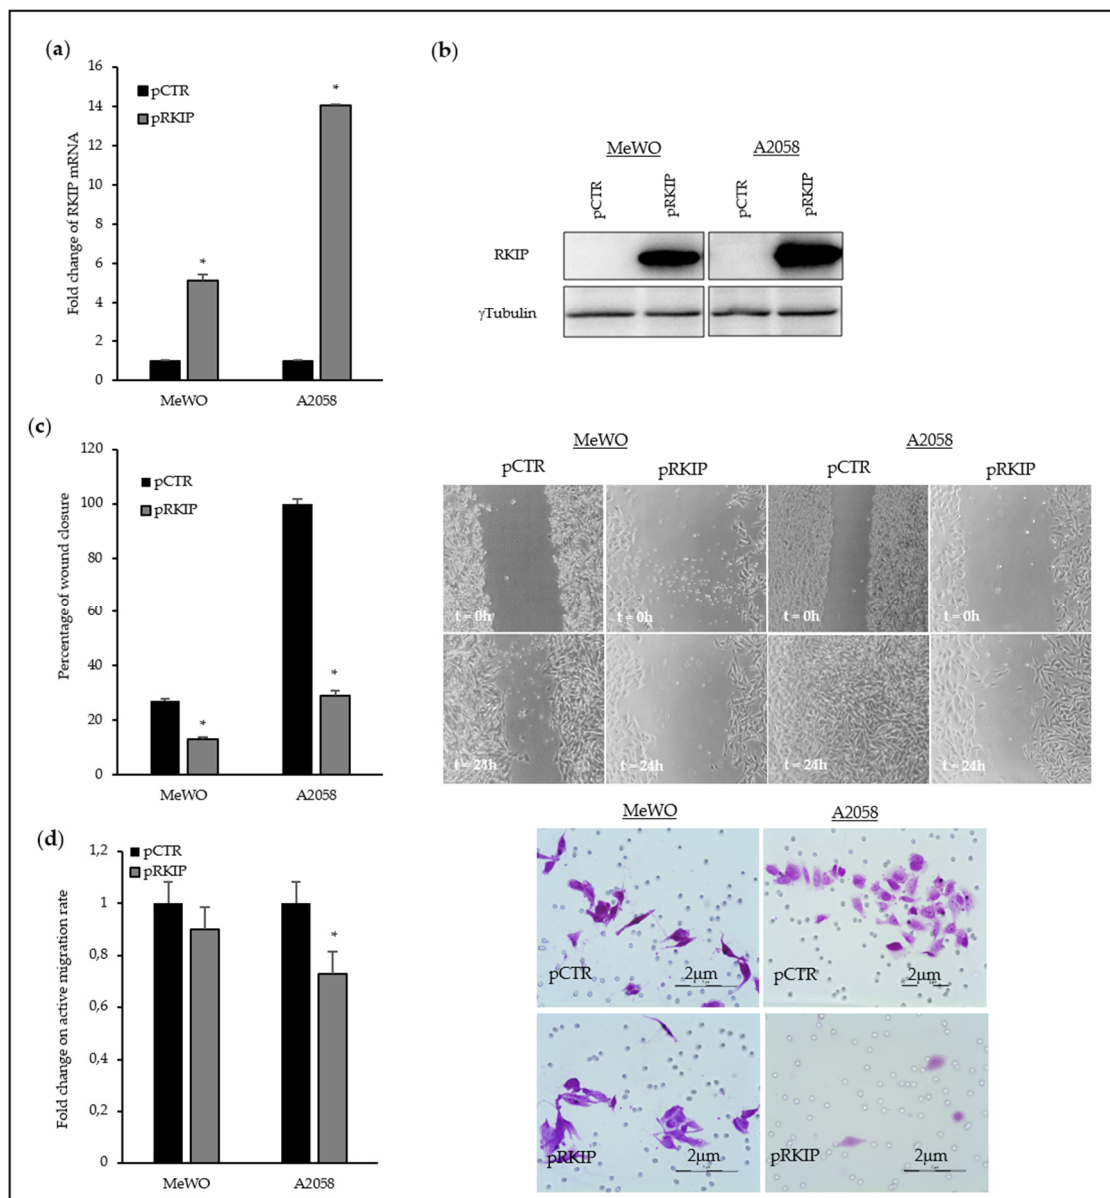 (a)
16
14
12
10
8
6
4
2
0
Fold change of RKIP mRNA
pCTR
pRKIP
*
*
MeWO
A2058
(b)
MeWO
A2058
pCTR
pRKIP
pCTR
pRKIP
RKIP
γTubulin
(c)
120
100
80
60
40
20
0
Percentage of wound closure
pCTR
pRKIP
*
*
MeWO
A2058
MeWO
A2058
pCTR
pRKIP
pCTR
pRKIP
t = 0h
t = 0h
t = 0h
t = 0h
t = 24h
t = 24h
t = 24h
t = 24h
(d)
1,2
1
0,8
0,6
0,4
0,2
0
Fold change on active migration rate
pCTR
pRKIP
*
MeWO
A2058
MeWO
A2058
pCTR
2µm
pCTR
2µm
pRKIP
2µm
pRKIP
2µm